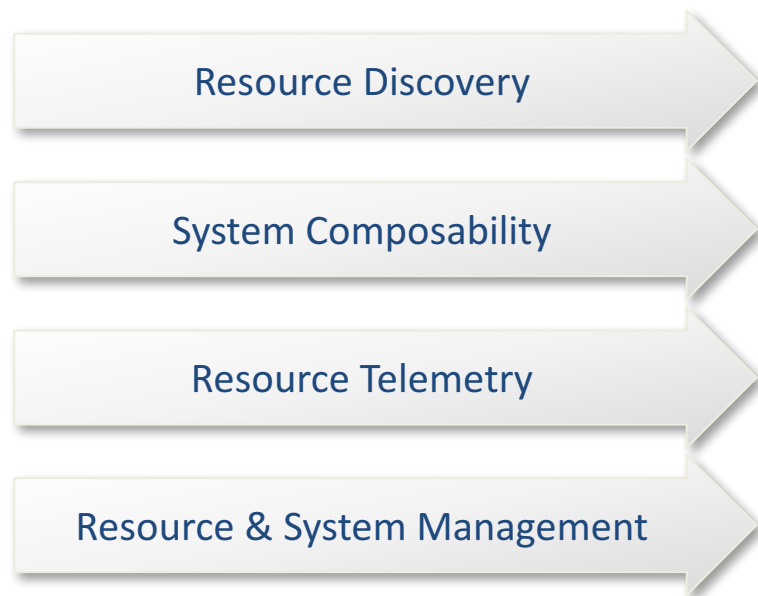 Resource Discovery
System Composability
Resource Telemetry
Resource & System Management